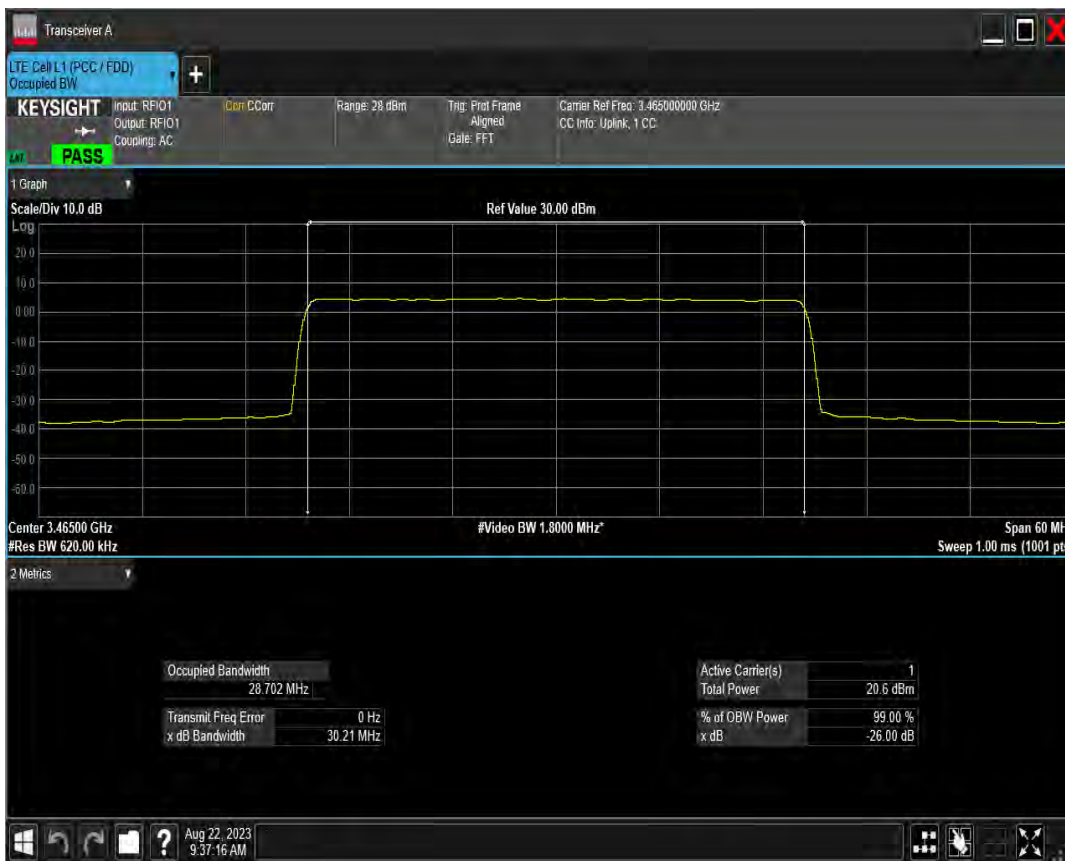 Transceiver A
LTE Cell L1 (PCC / FDD)
Occupied BW
+
KEYSIGHT
PASS
Input: RFIO1
Output: RFIO1
Coupling: AC
Corr CCorr
Range: 28 dBm
Trig: Prot Frame
Aligned
Gate: FFT
Carrier Ref Freq: 3.465000000 GHz
CC Info: Uplink, 1 CC
1 Graph
Scale/Div 10.0 dB
Ref Value 30.00 dBm
Log
20.0
10.0
0.00
-10.0
-20.0
-30.0
-40.0
-50.0
-60.0
Center 3.46500 GHz
#Video BW 1.8000 MHz*
Span 60 MH
#Res BW 620.00 kHz
Sweep 1.00 ms (1001 pts
2 Metrics
Occupied Bandwidth
28.702 MHz
Transmit Freq Error 0 Hz
x dB Bandwidth 30.21 MHz
Active Carrier(s) 1
Total Power 20.6 dBm
% of OBW Power 99.00 %
x dB -26.00 dB
?
Aug 22, 2023
9:37:16 AM